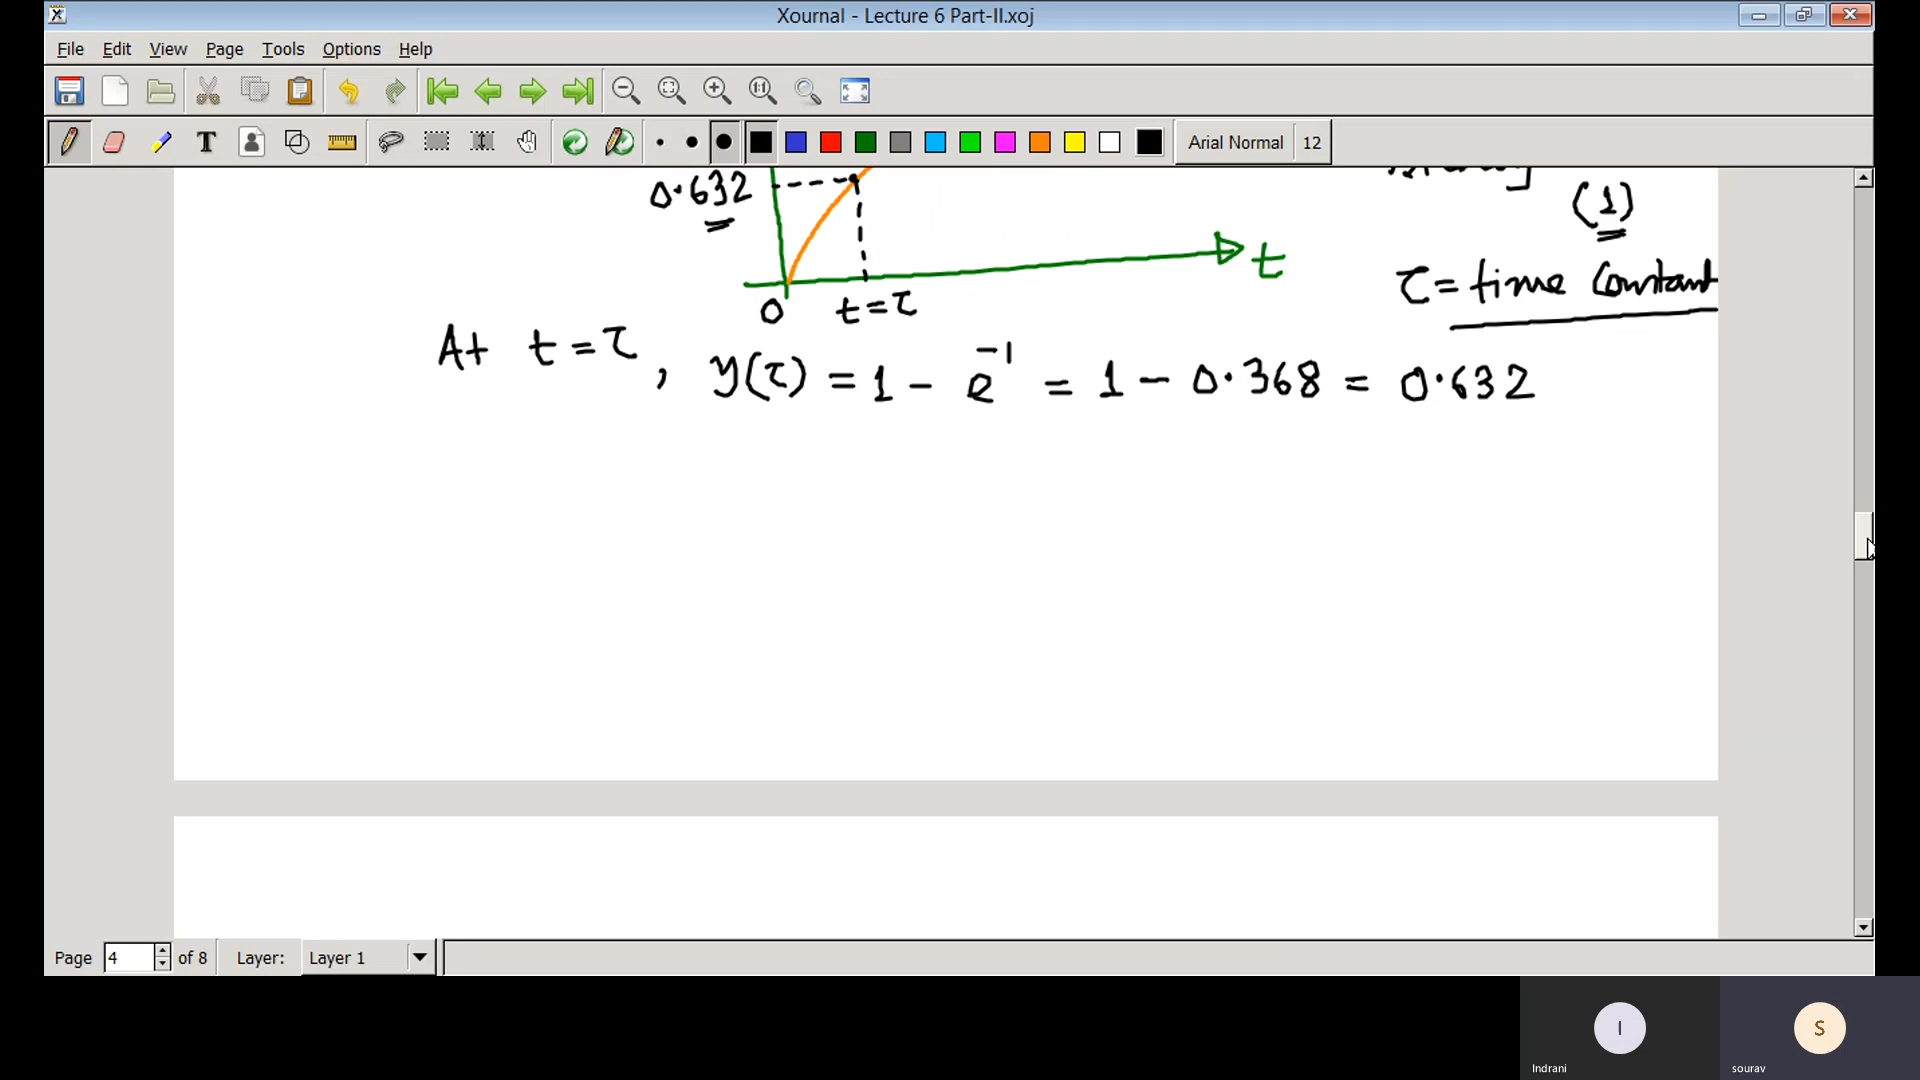 Xournal - Lecture 6 Part-II.xoj
File Edit View Page Tools Options Help
T Arial Normal 12
0.632
(1)
t
τ = time constant
0 t = τ
At t = τ , y(τ) = 1 - e⁻¹ = 1 - 0.368 = 0.632
Page 4 of 8 Layer: Layer 1
I S
Indrani sourav